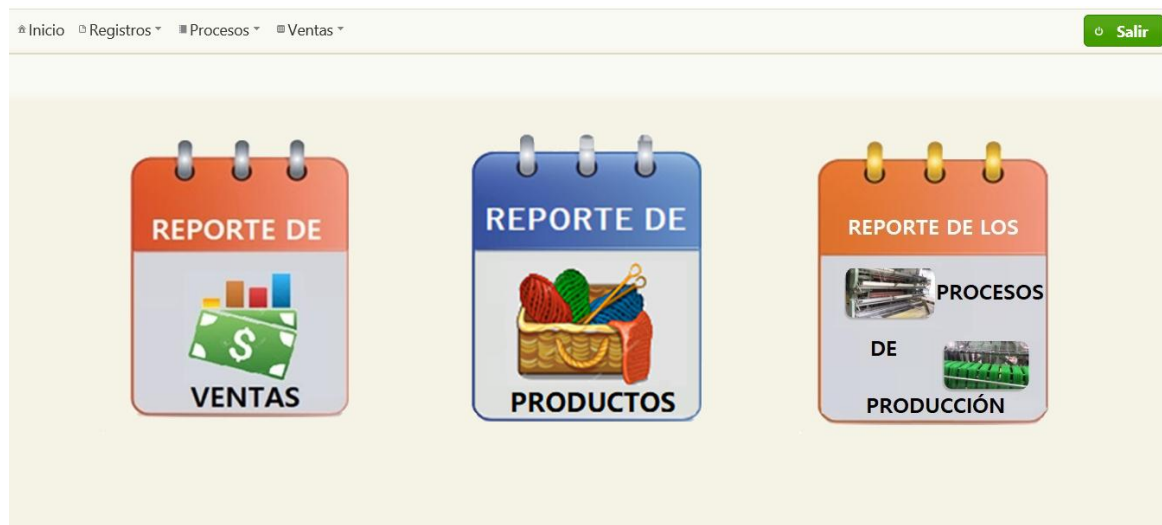 Inicio Registros Procesos Ventas Salir
REPORTE DE
VENTAS
REPORTE DE
PRODUCTOS
REPORTE DE LOS
PROCESOS
DE
PRODUCCIÓN